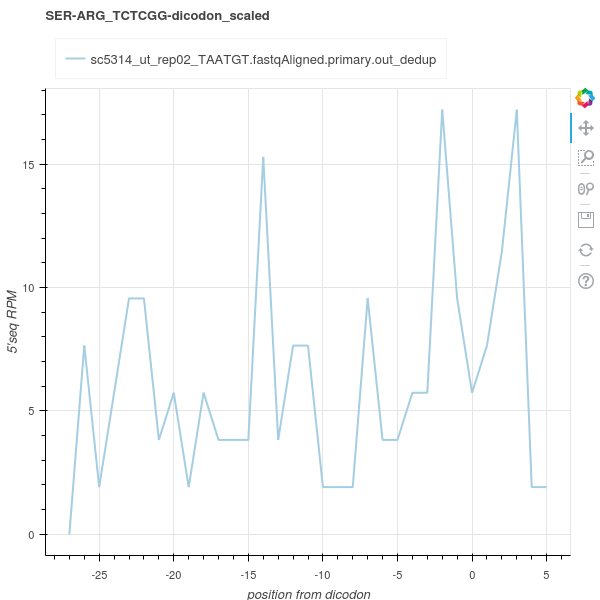 SER-ARG_TCTCGG-dicodon_scaled
sc5314_ut_rep02_TAATGT.fastqAligned.primary.out_dedup
15
10
5
0
5'seq RPM
-25 -20 -15 -10 -5 0 5
position from dicodon